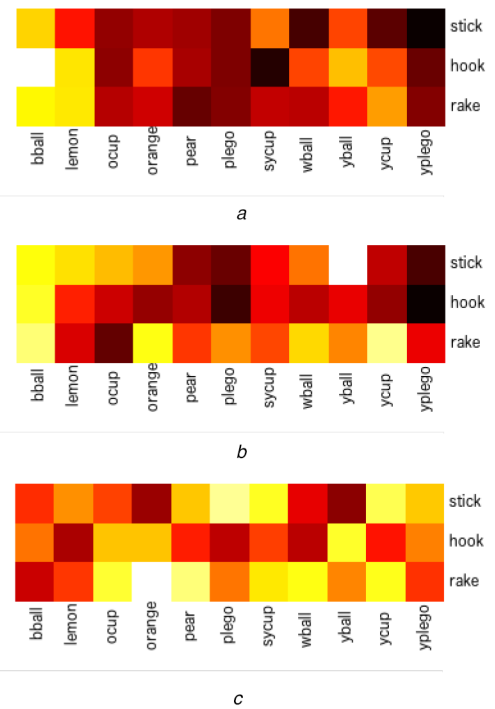 stick
hook
rake
bball lemon ocup orange pear plego sycup wball yball ycup yplego
a
stick
hook
rake
bball lemon ocup orange pear plego sycup wball yball ycup yplego
b
stick
hook
rake
bball lemon ocup orange pear plego sycup wball yball ycup yplego
c